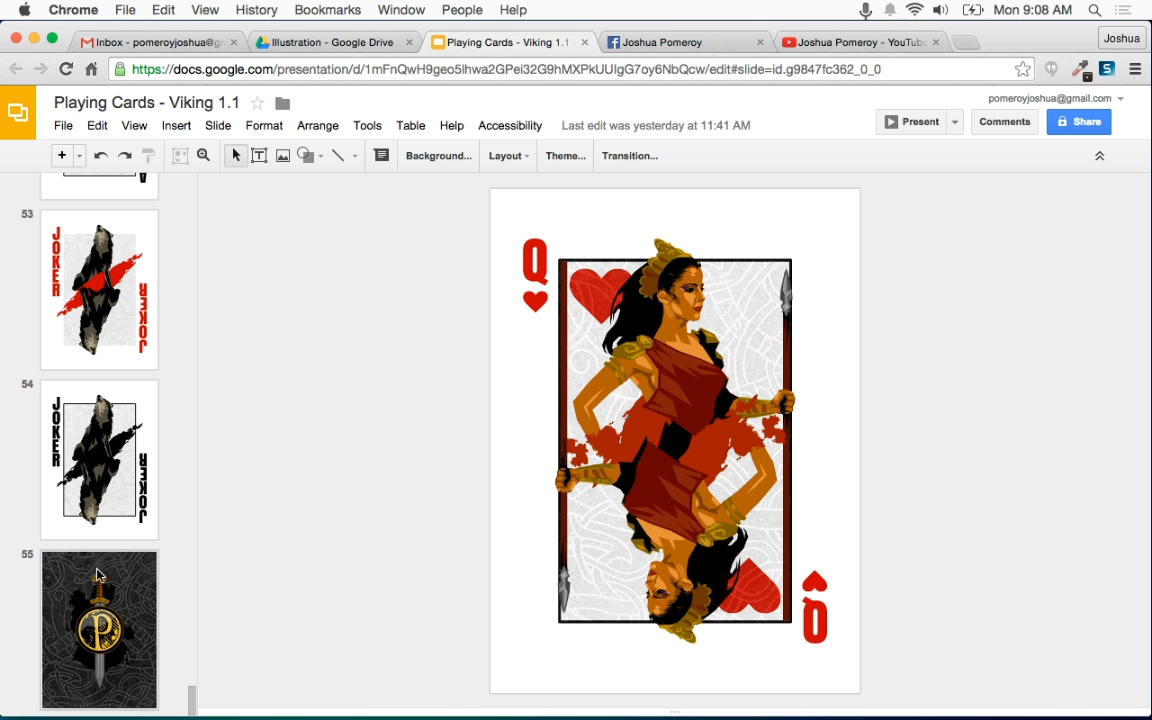 Chrome File Edit View History Bookmarks Window People Help Mon 9:08 AM
Inbox - pomeroyjoshua@g
Illustration - Google Drive
Playing Cards - Viking 1.1
Joshua Pomeroy
Joshua Pomeroy - YouTub
Joshua
https://docs.google.com/presentation/d/1mFnQwH9geo5lhwa2GPei32G9hMXPkUUlgG7oy6NbQcw/edit#slide=id.g9847fc362_0_0
Playing Cards - Viking 1.1
pomeroyjoshua@gmail.com
File Edit View Insert Slide Format Arrange Tools Table Help Accessibility Last edit was yesterday at 11:41 AM
Present
Comments
Share
Background... Layout Theme... Transition...
53
JOKER
JOKER
54
JOKER
JOKER
55
P
Q
Q